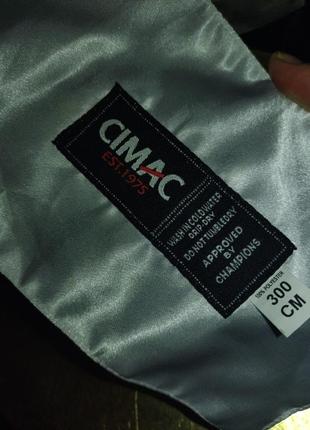 CIMAC
EST.1975
WASH IN COLD WATER
DRIP-DRY
DO NOT TUMBLE DRY
APPROVED
BY
CHAMPIONS
100% POLYESTER
300
CM